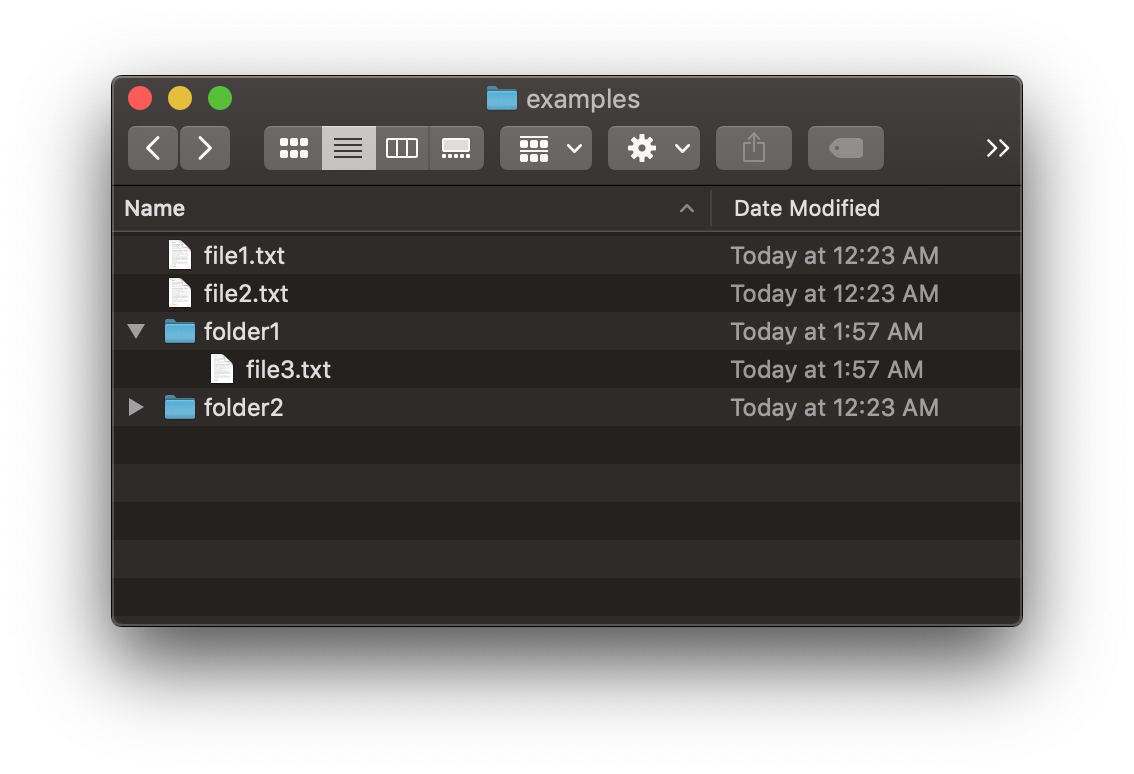 examples
Name Date Modified
file1.txt Today at 12:23 AM
file2.txt Today at 12:23 AM
folder1 Today at 1:57 AM
file3.txt Today at 1:57 AM
folder2 Today at 12:23 AM